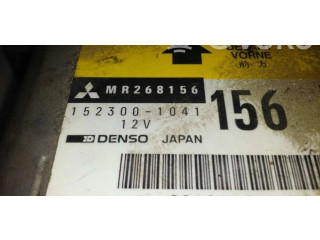 VORNE
前方
MR268156
152300-1041
156
12V
DENSO JAPAN